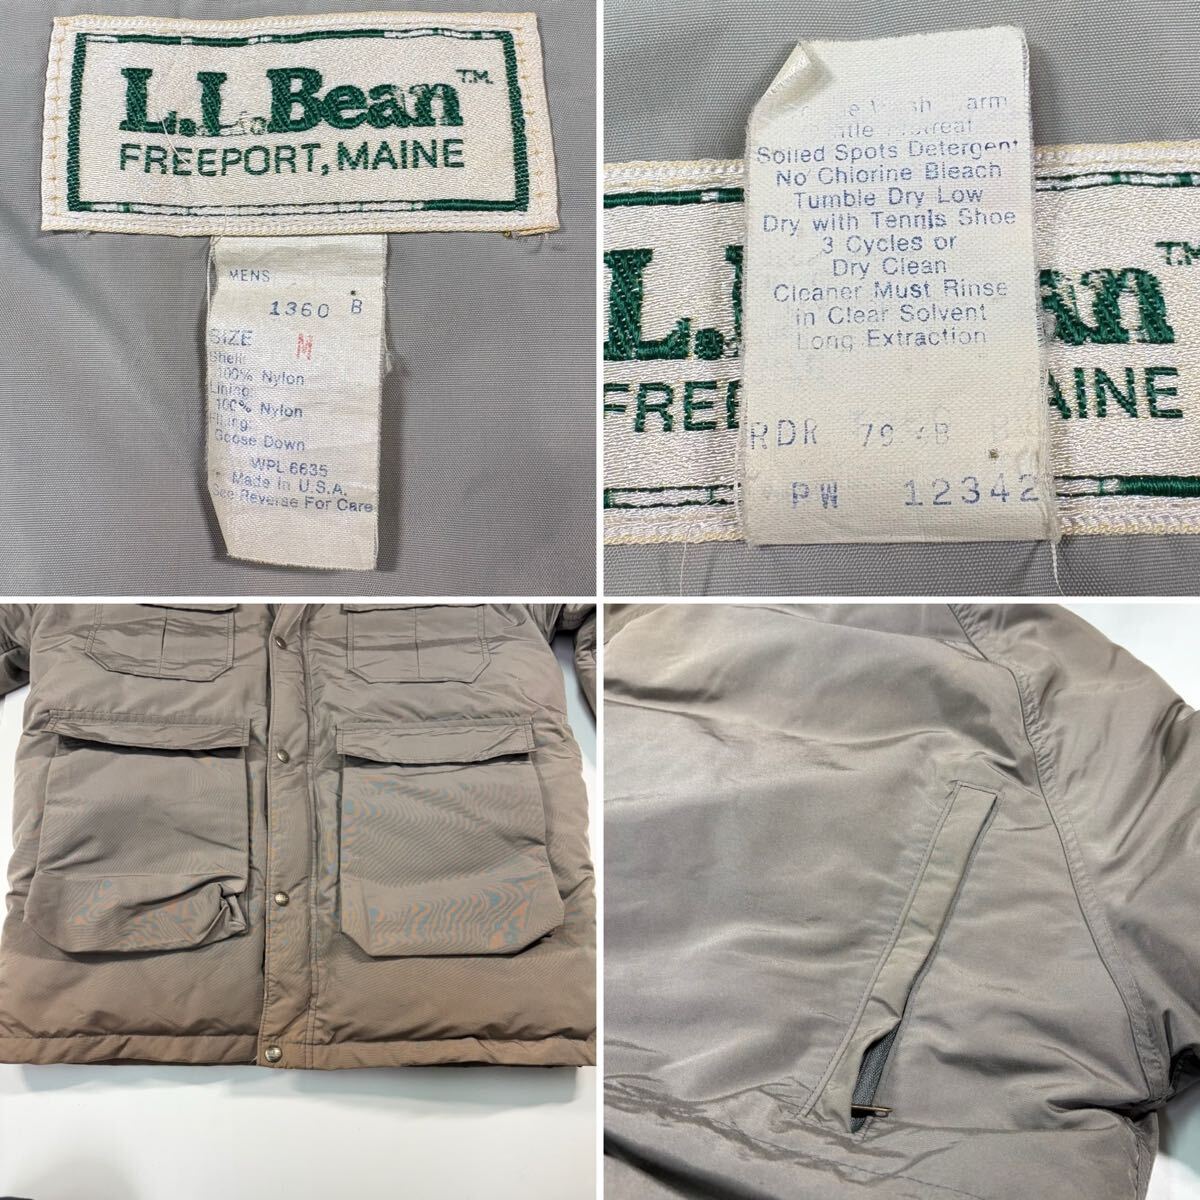 L.L.Bean™
FREEPORT, MAINE
MENS
1360 B
SIZE M
Shell:
100% Nylon
Lining:
100% Nylon
Filling:
Goose Down
WPL 6635
Made In U.S.A.
See Reverse For Care
Soiled Spots Detergent
No Chlorine Bleach
Tumble Dry Low
Dry with Tennis Shoe
3 Cycles or
Dry Clean
Cleaner Must Rinse
in Clear Solvent
Long Extraction
RDR
PW 12342
L.L.Bean™
FREEPORT, MAINE